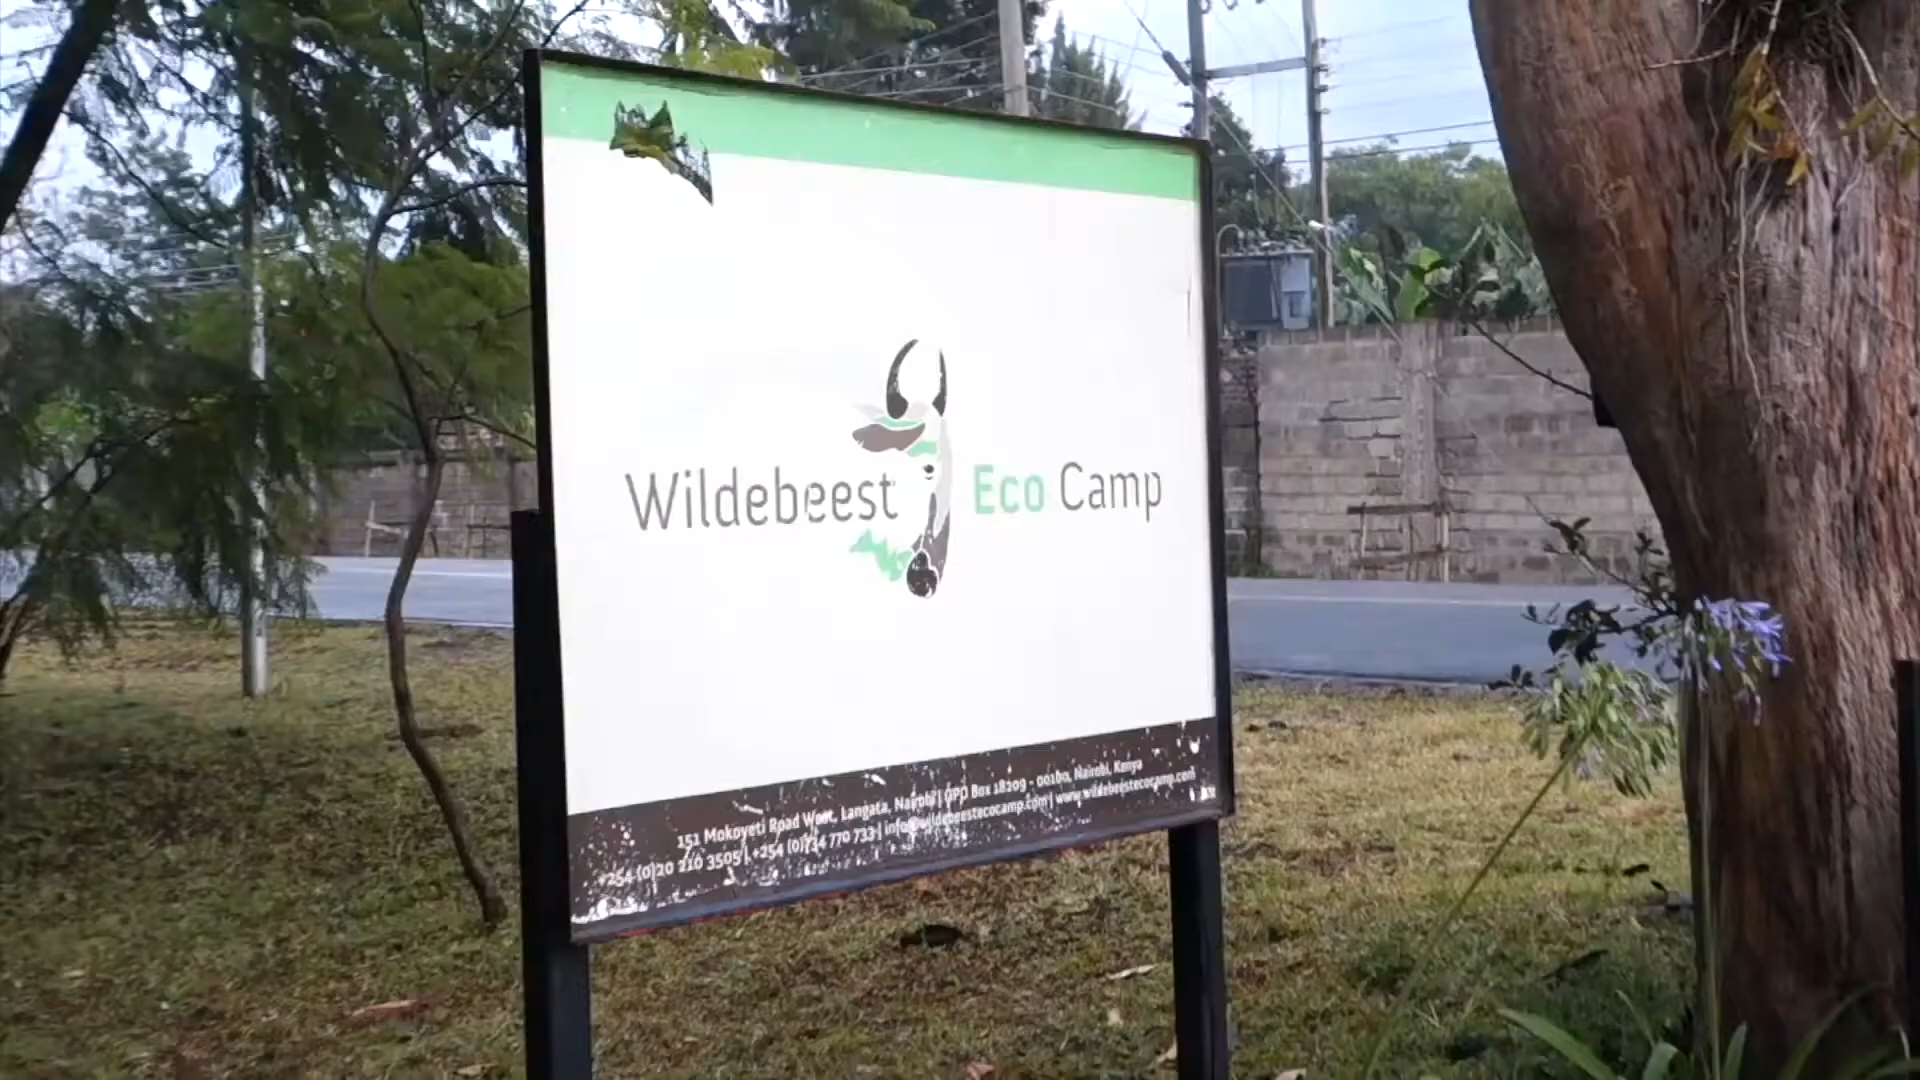 Wildebeest Eco Camp
151 Mokoyeti Road West, Langata, Nairobi | GPO Box 18209 - 00100, Nairobi, Kenya
+254 (0)20 210 3505 | +254 (0)734 770 733 | info@wildebeestecocamp.com | www.wildebeestecocamp.com